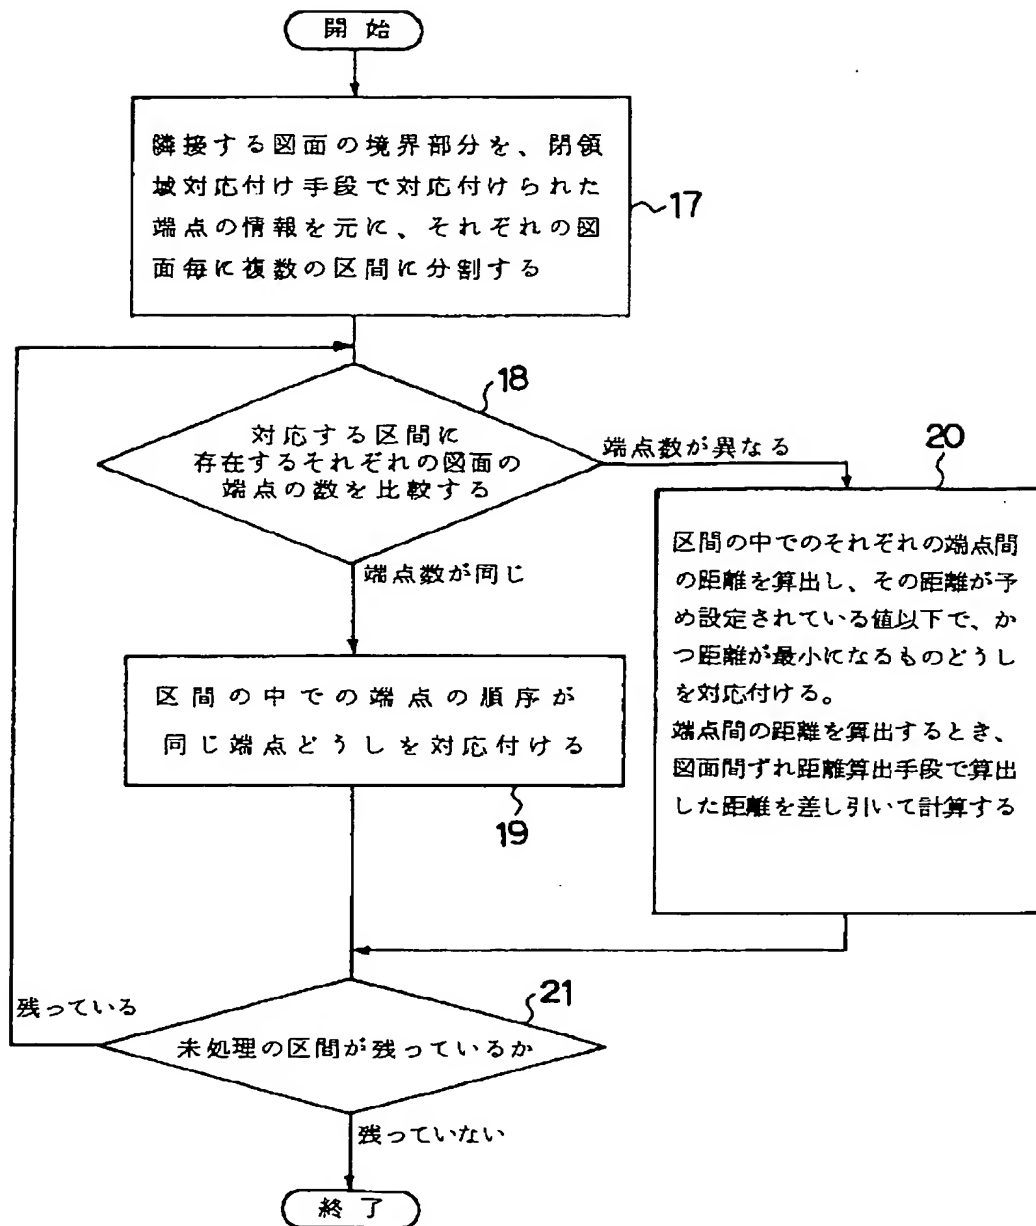 開始
隣接する図面の境界部分を、閉領
域対応付け手段で対応付けられた
端点の情報を元に、それぞれの図
面毎に複数の区間に分割する
17
18
対応する区間に
存在するそれぞれの図面の
端点の数を比較する
端点数が異なる
20
端点数が同じ
区間の中でのそれぞれの端点間
の距離を算出し、その距離が予
め設定されている値以下で、か
つ距離が最小になるものどうし
を対応付ける。
端点間の距離を算出するとき、
図面間ずれ距離算出手段で算出
した距離を差し引いて計算する
区間の中での端点の順序が
同じ端点どうしを対応付ける
19
残っている
21
未処理の区間が残っているか
残っていない
終了